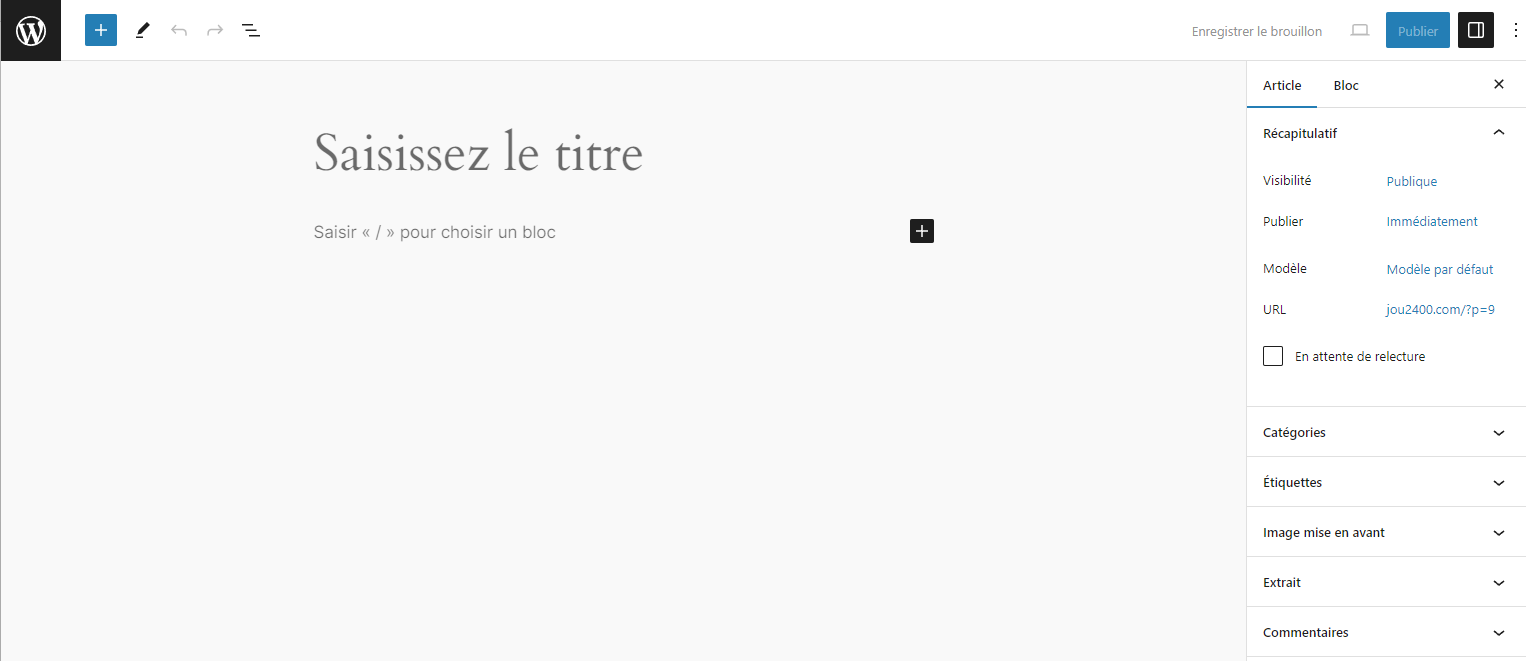 Enregistrer le brouillon
Publier
Saisissez le titre
Saisir « / » pour choisir un bloc
Article
Bloc
Récapitulatif
Visibilité Publique
Publier Immédiatement
Modèle Modèle par défaut
URL jou2400.com/?p=9
En attente de relecture
Catégories
Étiquettes
Image mise en avant
Extrait
Commentaires